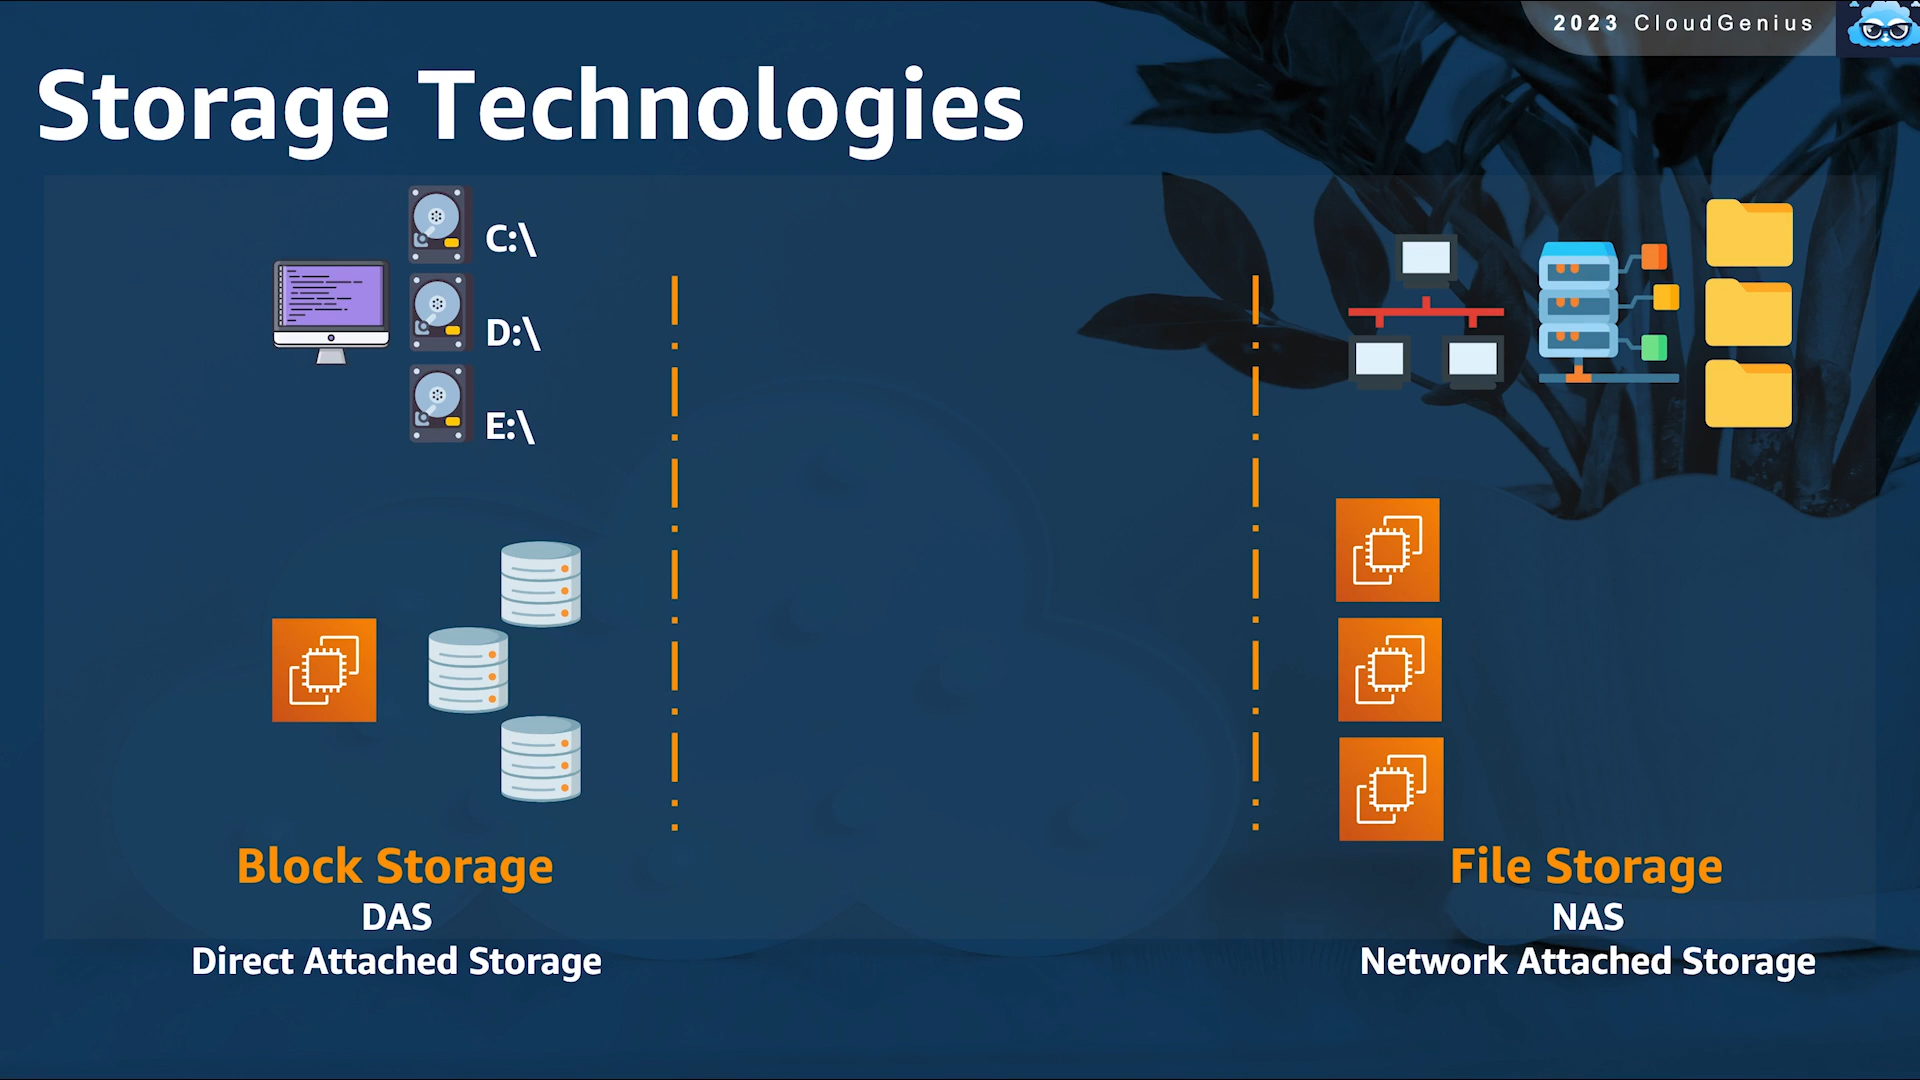 2023 CloudGenius
Storage Technologies
C:\
D:\
E:\
Block Storage
DAS
Direct Attached Storage
File Storage
NAS
Network Attached Storage